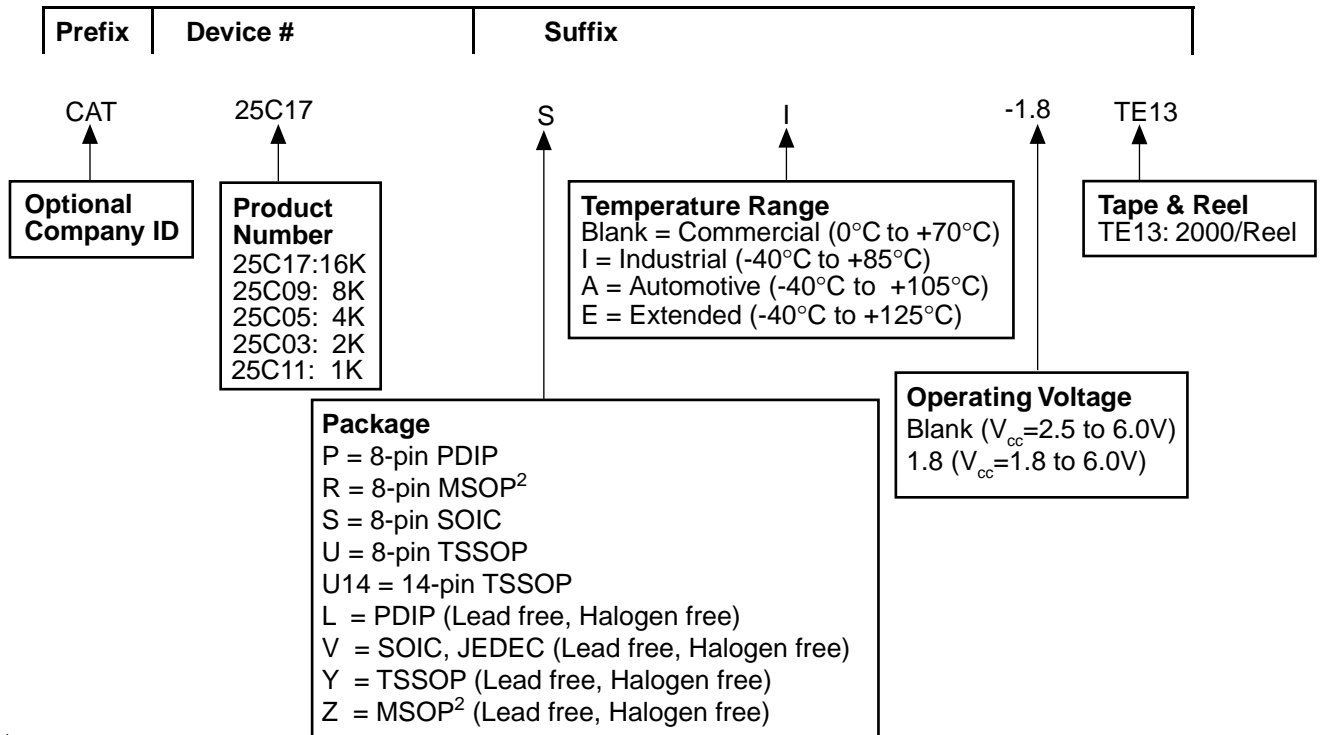 Prefix Device # Suffix
CAT 25C17 S I -1.8 TE13
Optional
Company ID
Product
Number
25C17:16K
25C09: 8K
25C05: 4K
25C03: 2K
25C11: 1K
Temperature Range
Blank = Commercial (0°C to +70°C)
I = Industrial (-40°C to +85°C)
A = Automotive (-40°C to +105°C)
E = Extended (-40°C to +125°C)
Tape & Reel
TE13: 2000/Reel
Package
P = 8-pin PDIP
R = 8-pin MSOP²
S = 8-pin SOIC
U = 8-pin TSSOP
U14 = 14-pin TSSOP
L = PDIP (Lead free, Halogen free)
V = SOIC, JEDEC (Lead free, Halogen free)
Y = TSSOP (Lead free, Halogen free)
Z = MSOP² (Lead free, Halogen free)
Operating Voltage
Blank (Vcc=2.5 to 6.0V)
1.8 (Vcc=1.8 to 6.0V)